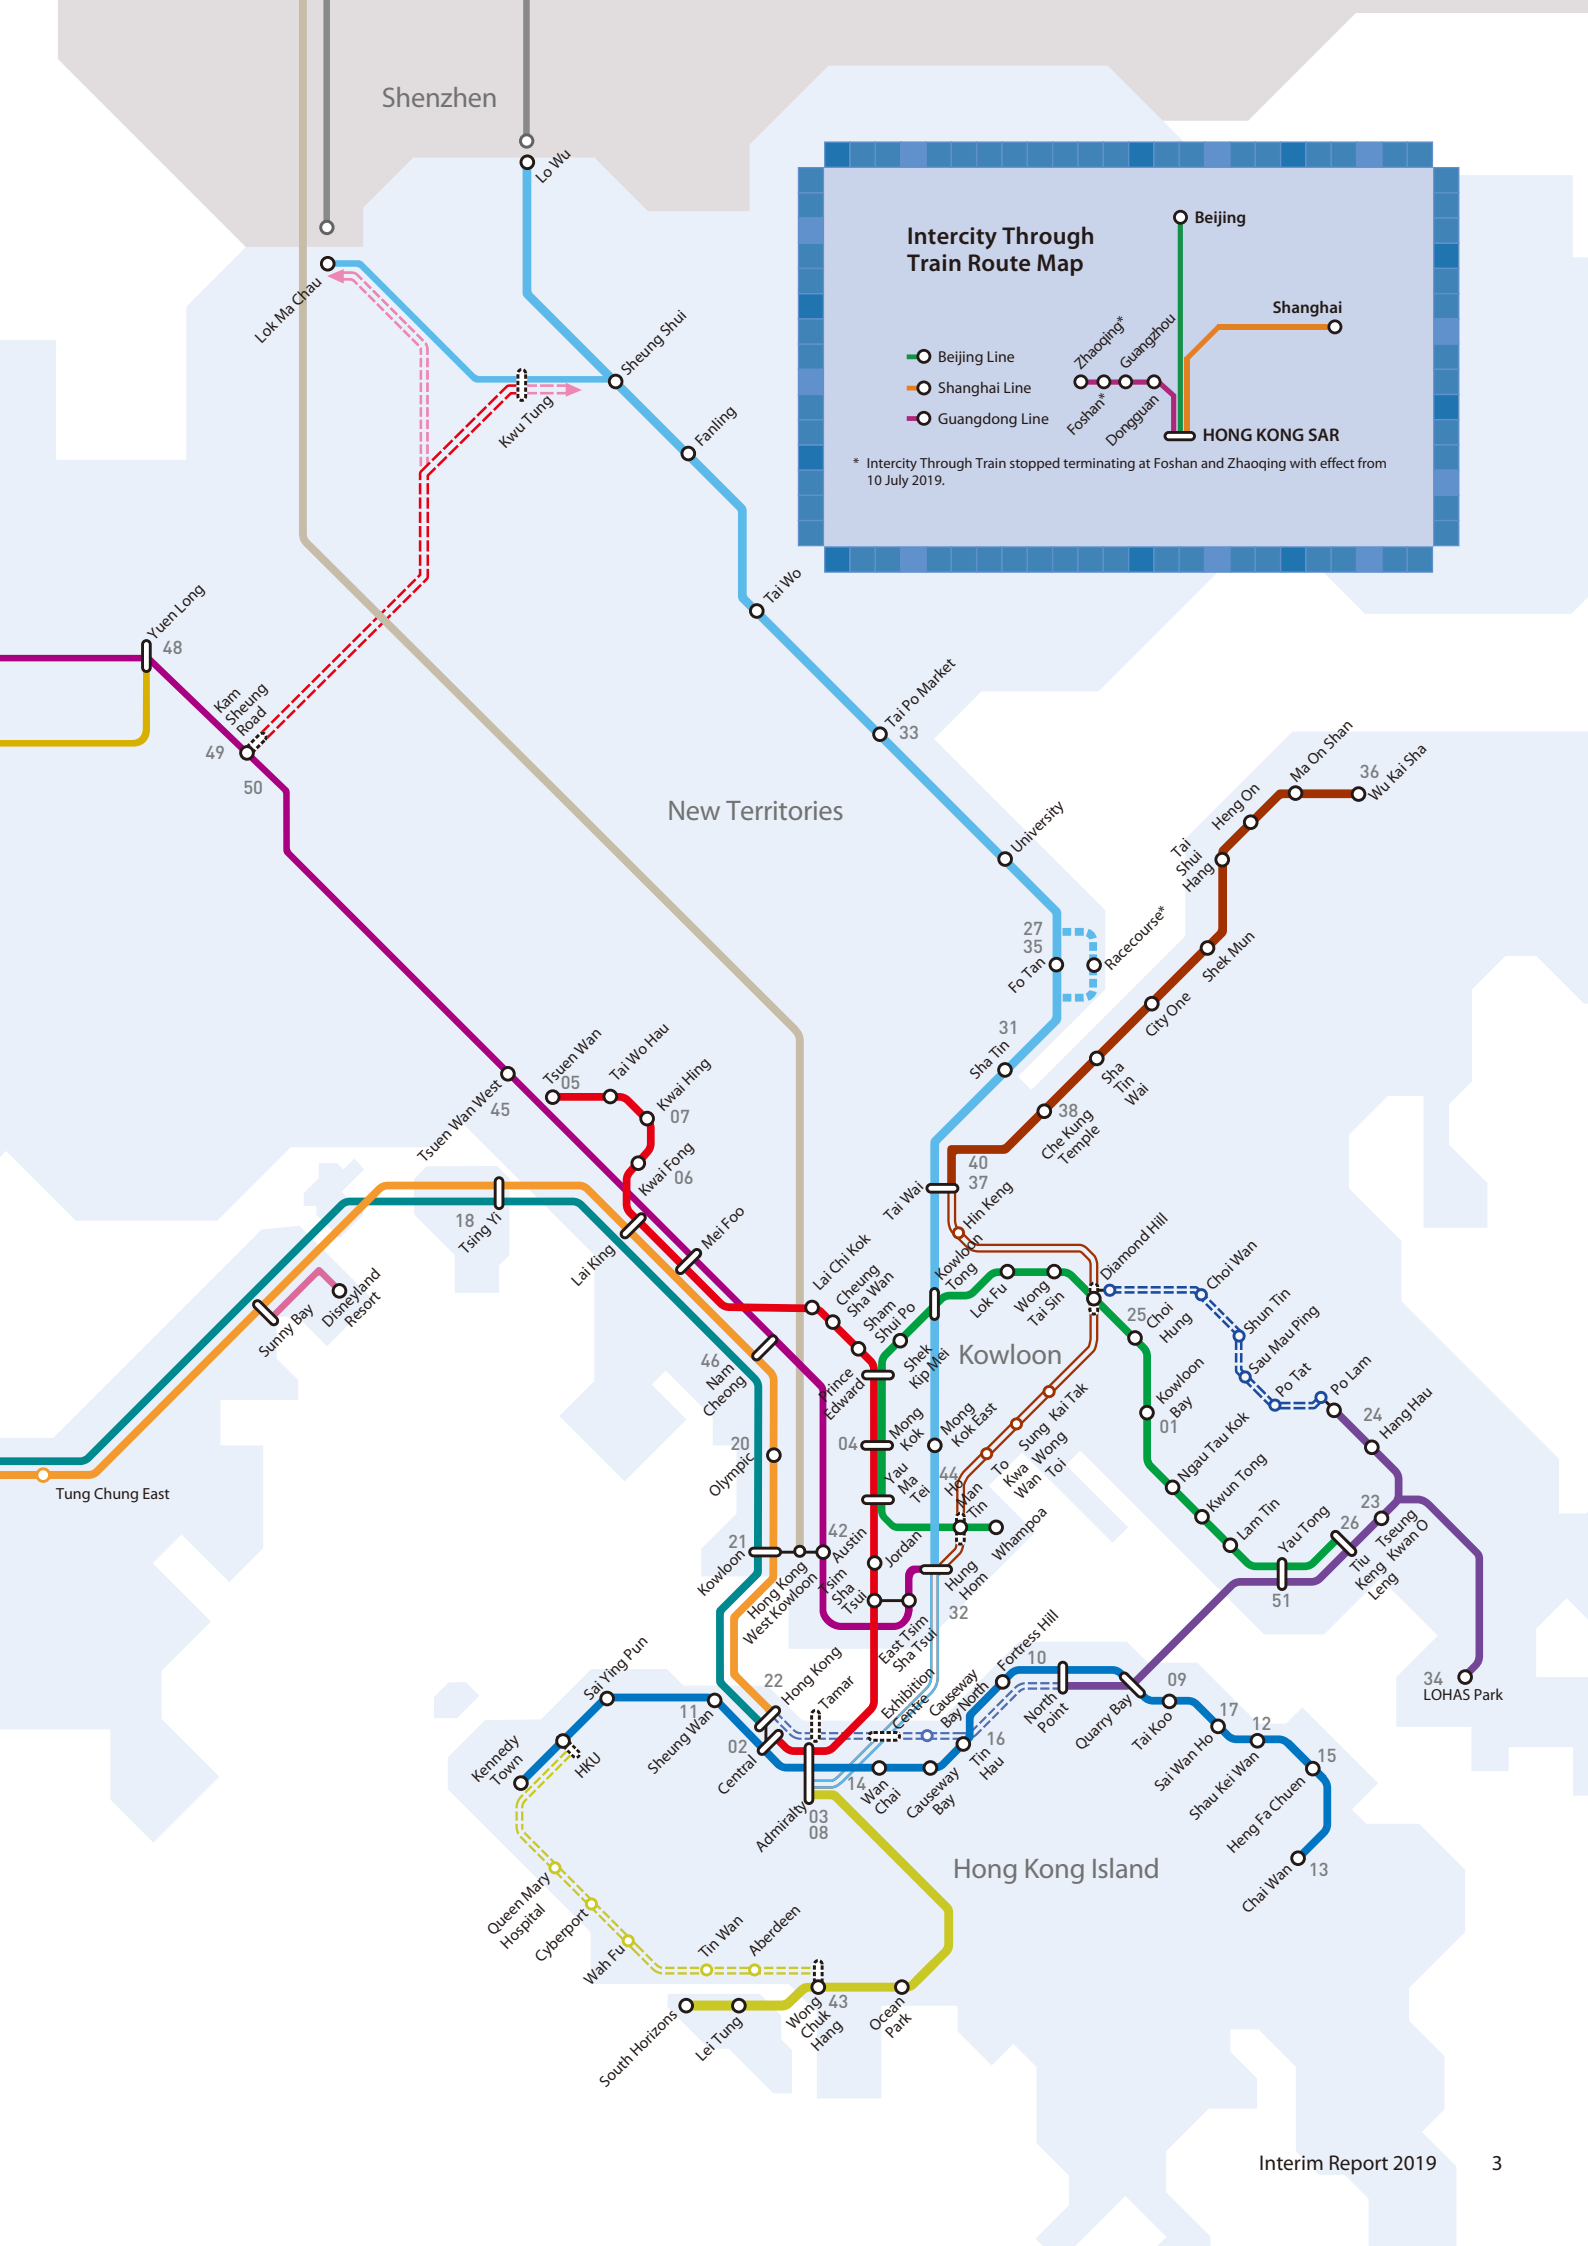 Shenzhen
Lo Wu
Lok Ma Chau
Sheung Shui
Kwu Tung
Fanling
Intercity Through
Train Route Map
Beijing
Shanghai
Zhaoqing*
Guangzhou
Foshan*
Dongguan
Beijing Line
Shanghai Line
Guangdong Line
HONG KONG SAR
* Intercity Through Train stopped terminating at Foshan and Zhaoqing with effect from
10 July 2019.
Tai Wo
Yuen Long
48
Kam
Sheung
Road
49
50
Tai Po Market
33
New Territories
University
Ma On Shan
36
Wu Kai Sha
Heng On
Tai
Shui
Hang
27
35
Fo Tan
Racecourse*
Shek Mun
City One
31
Sha Tin
Sha
Tin
Wai
38
Che Kung
Temple
Tsuen Wan
05
Tai Wo Hau
Kwai Hing
07
Tsuen Wan West
45
Kwai Fong
06
40
37
Tai Wai
Hin Keng
18
Tsing Yi
Lai King
Mei Foo
Lai Chi Kok
Cheung
Sha Wan
Sham
Shui Po
Kowloon
Tong
Diamond Hill
Choi Wan
Sunny Bay
Disneyland
Resort
Lok Fu
Wong
Tai Sin
25
Choi
Hung
Shun Tin
Sau Mau Ping
Po Tat
Po Lam
46
Nam
Cheong
Shek
Kip Mei
Kowloon
Prince
Edward
Kai Tak
Sung
Wong
Toi
To
Kwa
Wan
Kowloon
Bay
01
24
Hang Hau
Tung Chung East
20
Olympic
04
Mong
Kok
Mong
Kok East
Yau
Ma
Tei
44
Ho
Man
Tin
Whampoa
Ngau Tau Kok
Kwun Tong
Lam Tin
Yau Tong
51
26
Tiu
Keng
Leng
23
Tseung
Kwan O
21
Kowloon
Hong Kong
West Kowloon
42
Austin
Jordan
Tsim
Sha
Tsui
Hung
Hom
32
East Tsim
Sha Tsui
34
LOHAS Park
Sai Ying Pun
22
Hong Kong
Tamar
Exhibition
Centre
Causeway
Bay North
Fortress Hill
10
North
Point
Quarry Bay
09
Tai Koo
17
Sai Wan Ho
12
Shau Kei Wan
15
Heng Fa Chuen
Chai Wan
13
Kennedy
Town
HKU
11
Sheung Wan
02
Central
Admiralty
03
08
14
Wan
Chai
Causeway
Bay
16
Tin
Hau
Hong Kong Island
Queen Mary
Hospital
Cyberport
Wah Fu
Tin Wan
Aberdeen
South Horizons
Lei Tung
Wong
Chuk
Hang
43
Ocean
Park
Interim Report 2019 3